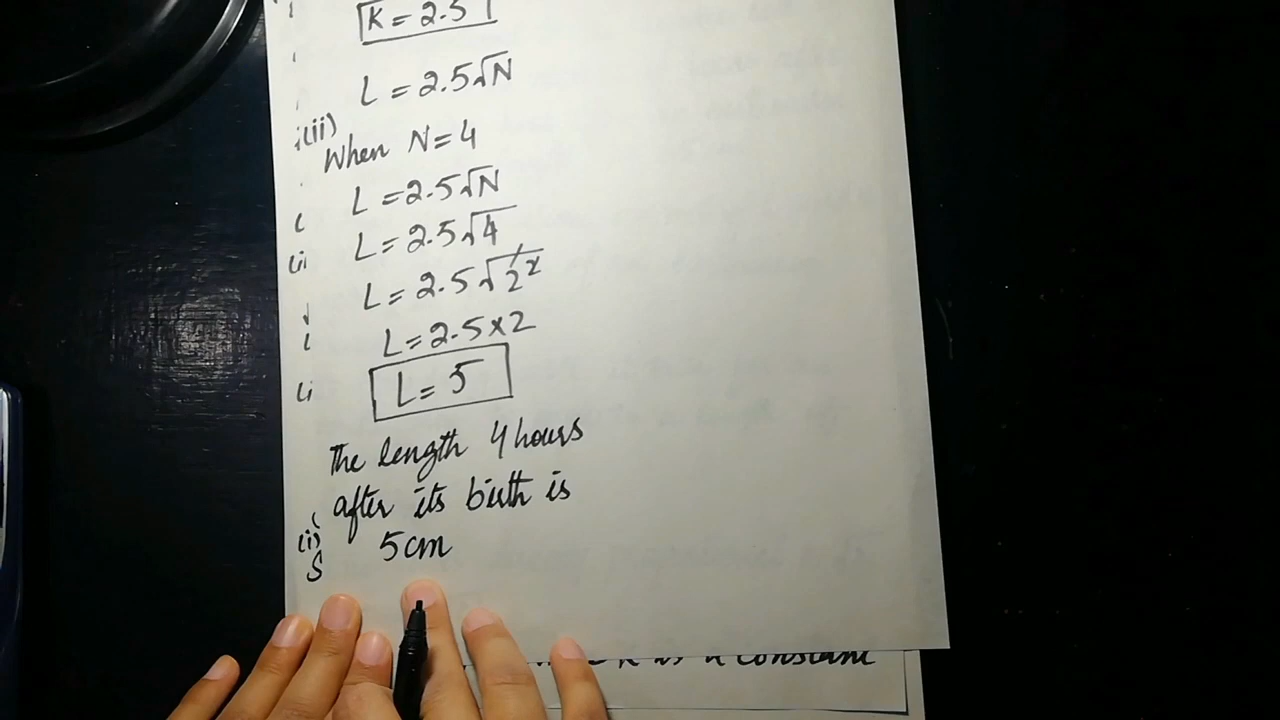 K = 2.5
L = 2.5√N
(ii)
When N = 4
L = 2.5√N
L = 2.5√4
L = 2.5√2²
L = 2.5 × 2
L = 5
The length 4 hours
after its birth is
5cm
(i)
S
K is a constant